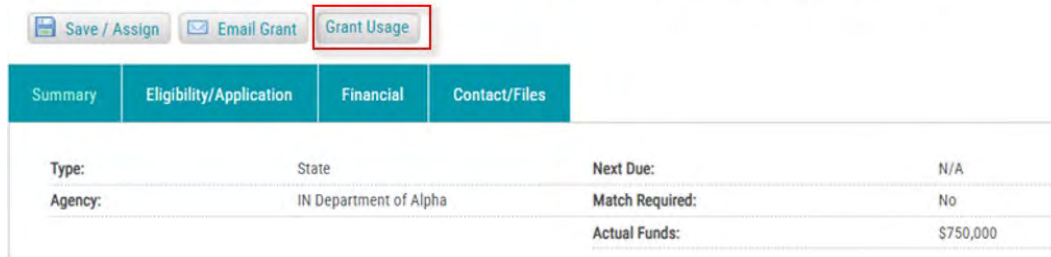 Save / Assign Email Grant Grant Usage
Summary Eligibility/Application Financial Contact/Files
Type: State Next Due: N/A
Agency: IN Department of Alpha Match Required: No
Actual Funds: $750,000